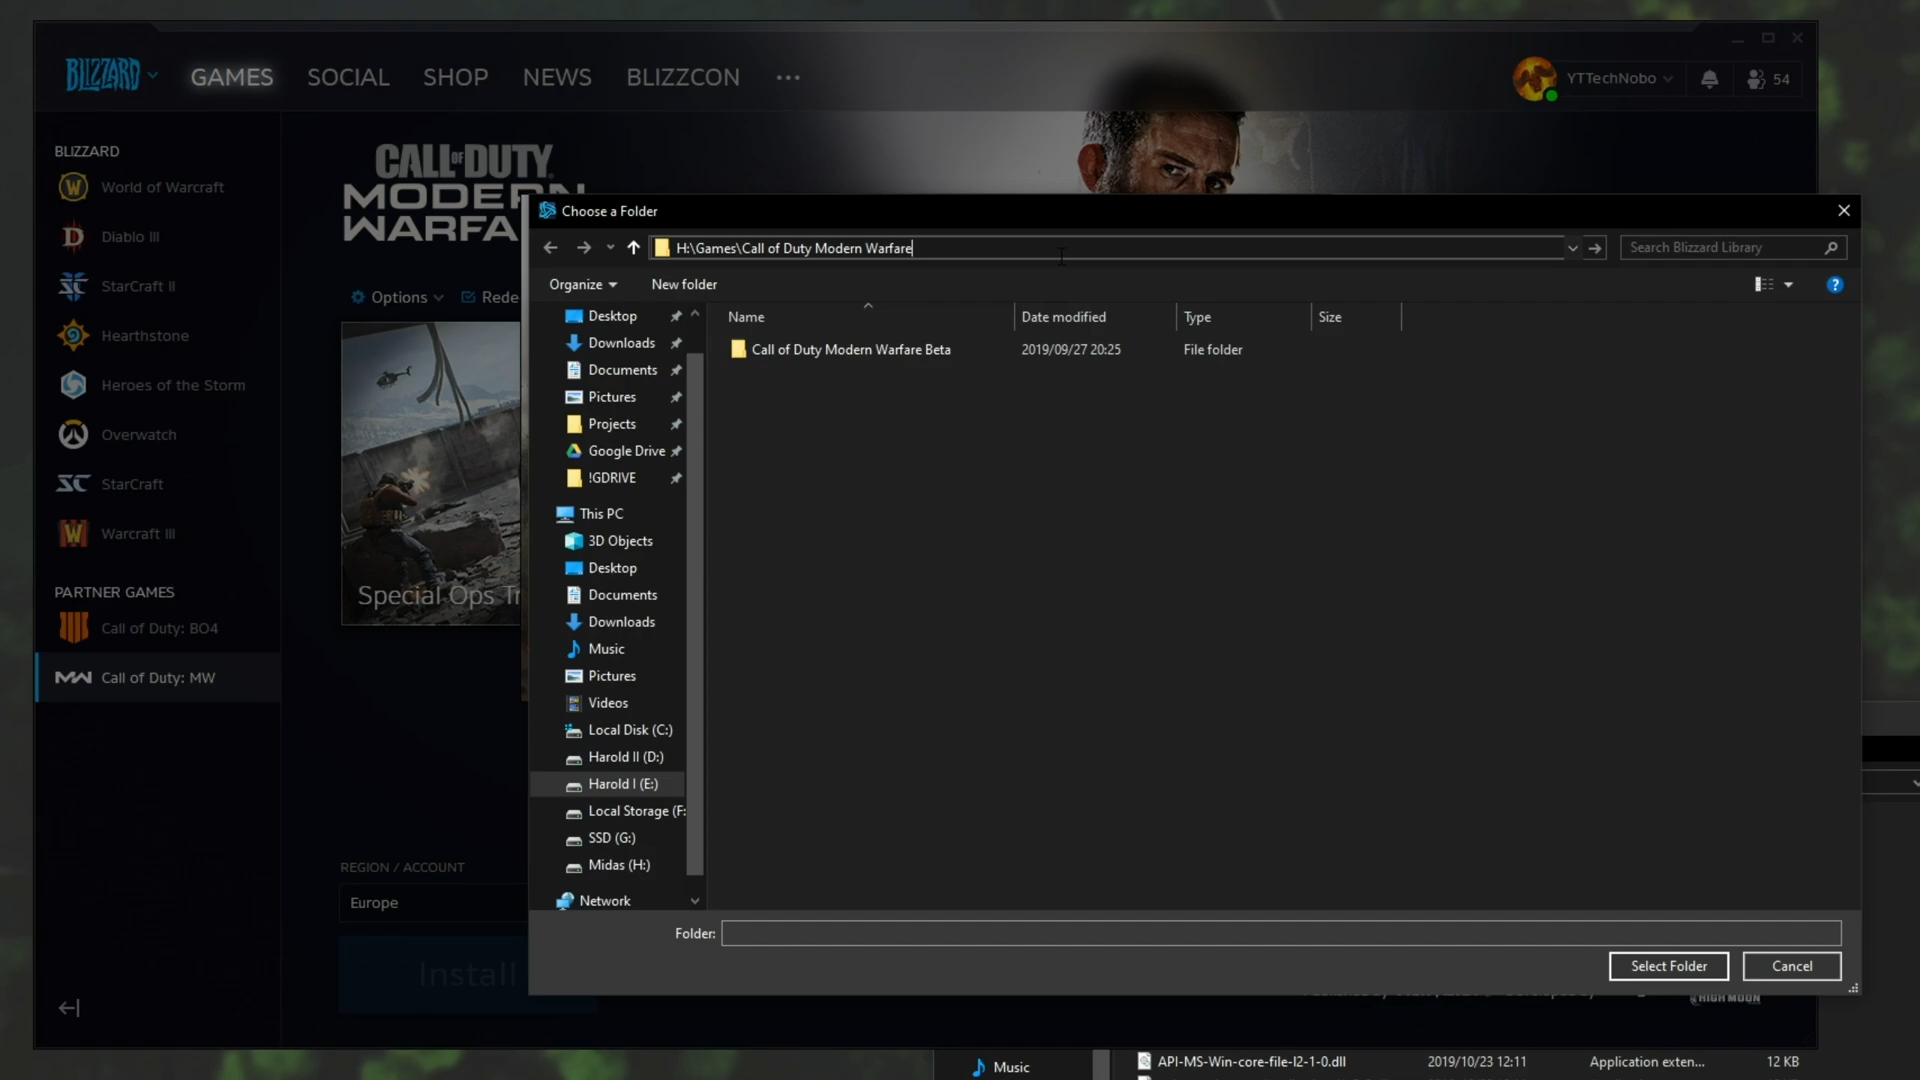 BLIZZARD GAMES SOCIAL SHOP NEWS BLIZZCON
YTTechNobo 54
BLIZZARD
World of Warcraft
Diablo III
StarCraft II
Hearthstone
Heroes of the Storm
Overwatch
StarCraft
Warcraft III
PARTNER GAMES
Call of Duty: BO4
Call of Duty: MW
CALL OF DUTY
MODERN
WARFA
Options Rede
Special Ops Tr
REGION / ACCOUNT
Europe
Install
Choose a Folder
H:\Games\Call of Duty Modern Warfare
Search Blizzard Library
Organize New folder
Desktop
Downloads
Documents
Pictures
Projects
Google Drive
!GDRIVE
This PC
3D Objects
Desktop
Documents
Downloads
Music
Pictures
Videos
Local Disk (C:)
Harold II (D:)
Harold I (E:)
Local Storage (F:
SSD (G:)
Midas (H:)
Network
Name Date modified Type Size
Call of Duty Modern Warfare Beta 2019/09/27 20:25 File folder
Folder:
Select Folder Cancel
HIGH MOON
Music
API-MS-Win-core-file-l2-1-0.dll 2019/10/23 12:11 Application exten... 12 KB